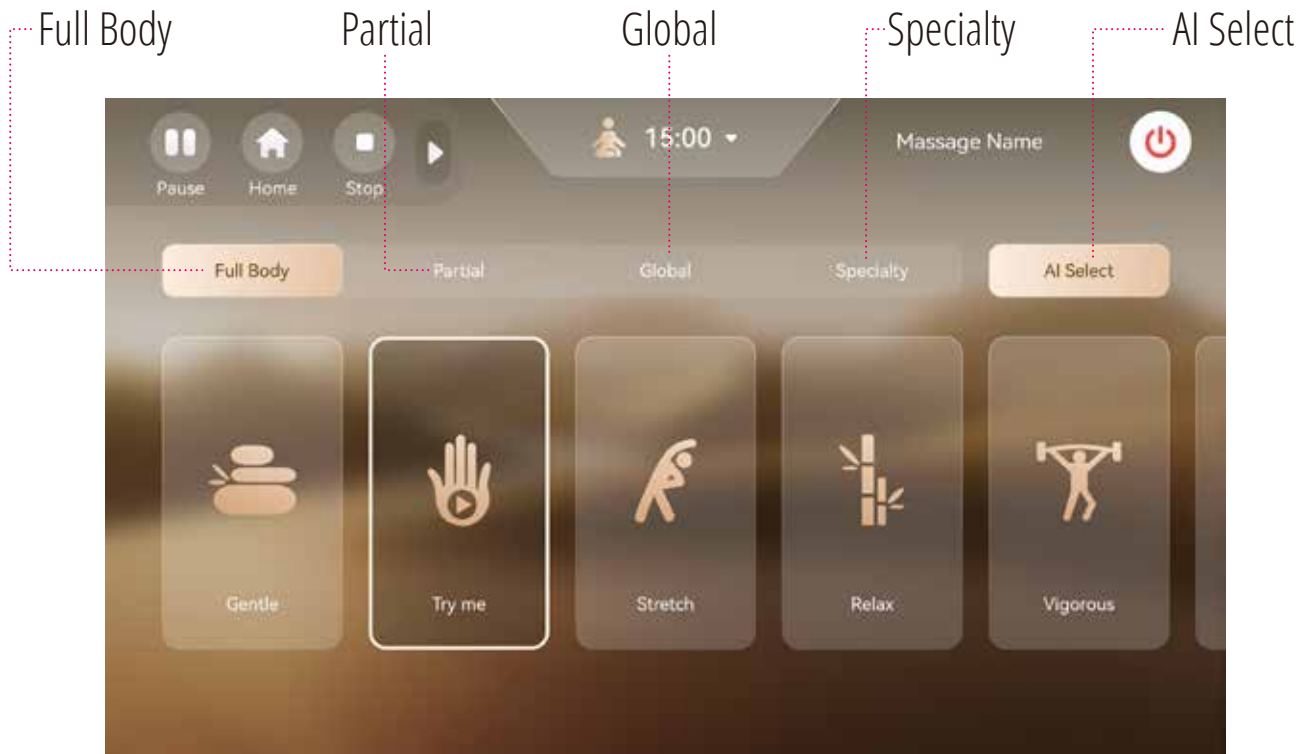 Full Body Partial Global Specialty AI Select
15:00 Massage Name
Pause Home Stop
Full Body Partial Global Specialty AI Select
Gentle Try me Stretch Relax Vigorous